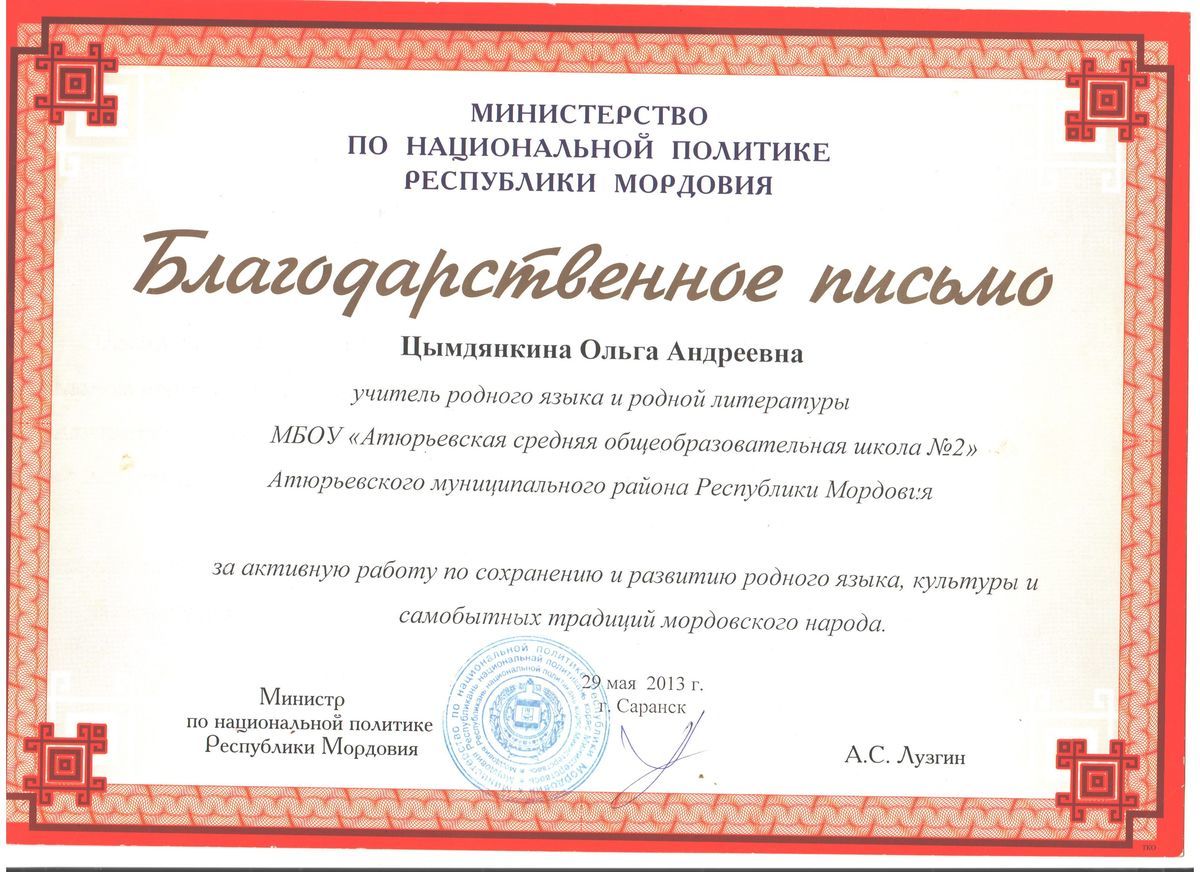 МИНИСТЕРСТВО
ПО НАЦИОНАЛЬНОЙ ПОЛИТИКЕ
РЕСПУБЛИКИ МОРДОВИЯ
Благодарственное письмо
Цымдянкина Ольга Андреевна
учитель родного языка и родной литературы
МБОУ «Атюрьевская средняя общеобразовательная школа №2»
Атюрьевского муниципального района Республики Мордовия
за активную работу по сохранению и развитию родного языка, культуры и
самобытных традиций мордовского народа.
29 мая 2013 г.
г. Саранск
Министр
по национальной политике
Республики Мордовия
А.С. Лузгин